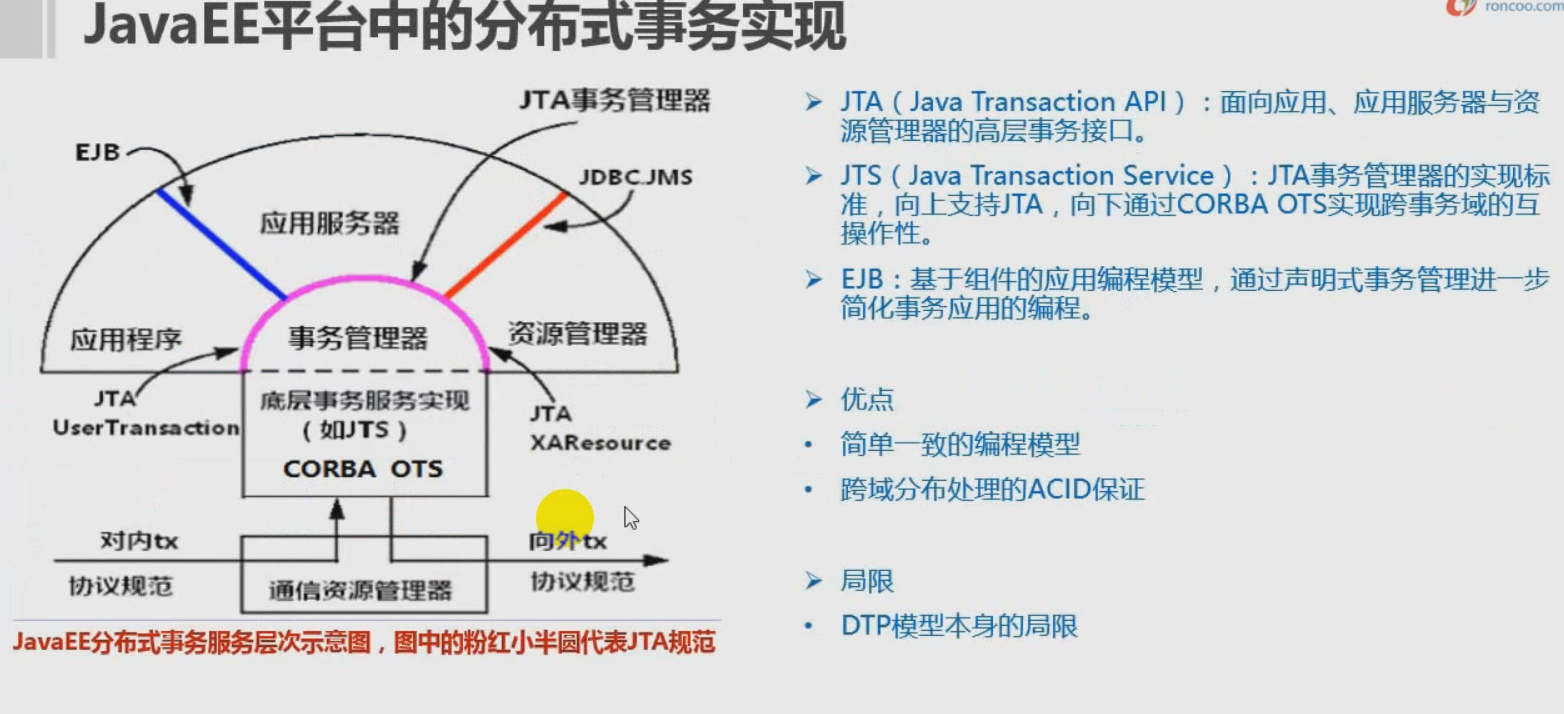 JavaEE平台中的分布式事务实现
roncoo.com
JTA事务管理器
EJB
JDBC.JMS
应用服务器
应用程序
事务管理器
资源管理器
JTA
UserTransaction
底层事务服务实现
（如JTS）
CORBA OTS
JTA
XAResource
对内tx
协议规范
通信资源管理器
向外tx
协议规范
JavaEE分布式事务服务层次示意图，图中的粉红小半圆代表JTA规范
➢ JTA（Java Transaction API）：面向应用、应用服务器与资
源管理器的高层事务接口。
➢ JTS（Java Transaction Service）：JTA事务管理器的实现标
准，向上支持JTA，向下通过CORBA OTS实现跨事务域的互
操作性。
➢ EJB：基于组件的应用编程模型，通过声明式事务管理进一步
简化事务应用的编程。
➢ 优点
• 简单一致的编程模型
• 跨域分布处理的ACID保证
➢ 局限
• DTP模型本身的局限